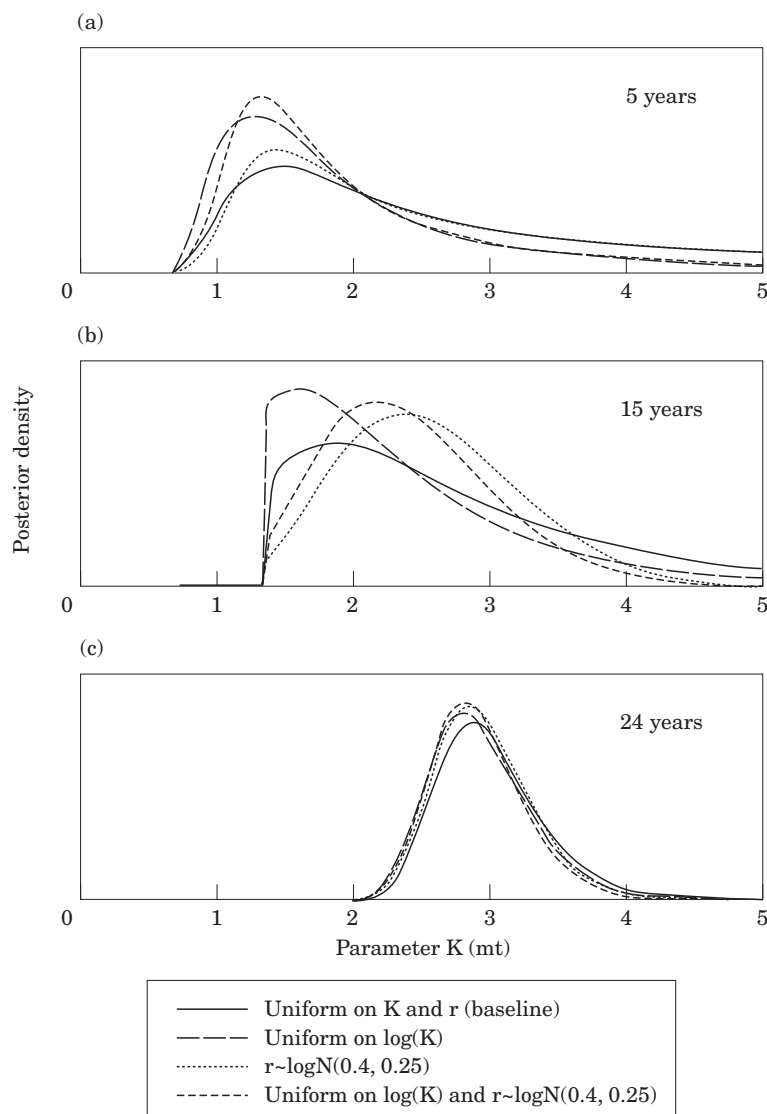 (a)
5 years
0 1 2 3 4 5
(b)
15 years
0 1 2 3 4 5
(c)
24 years
0 1 2 3 4 5
Posterior density
Parameter K (mt)
Uniform on K and r (baseline)
Uniform on log(K)
r~logN(0.4, 0.25)
Uniform on log(K) and r~logN(0.4, 0.25)